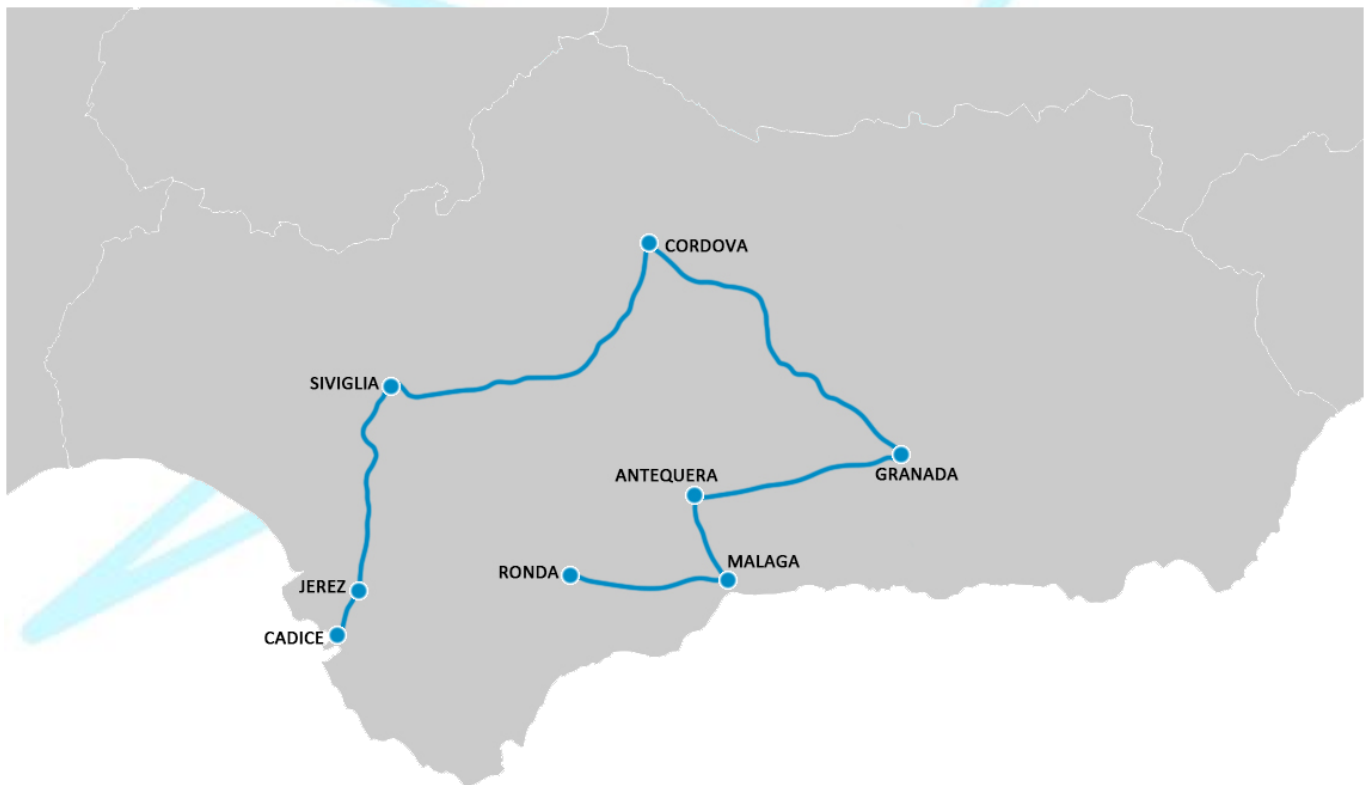 CORDOVA
SIVIGLIA
ANTEQUERA
GRANADA
RONDA
MALAGA
JEREZ
CADICE